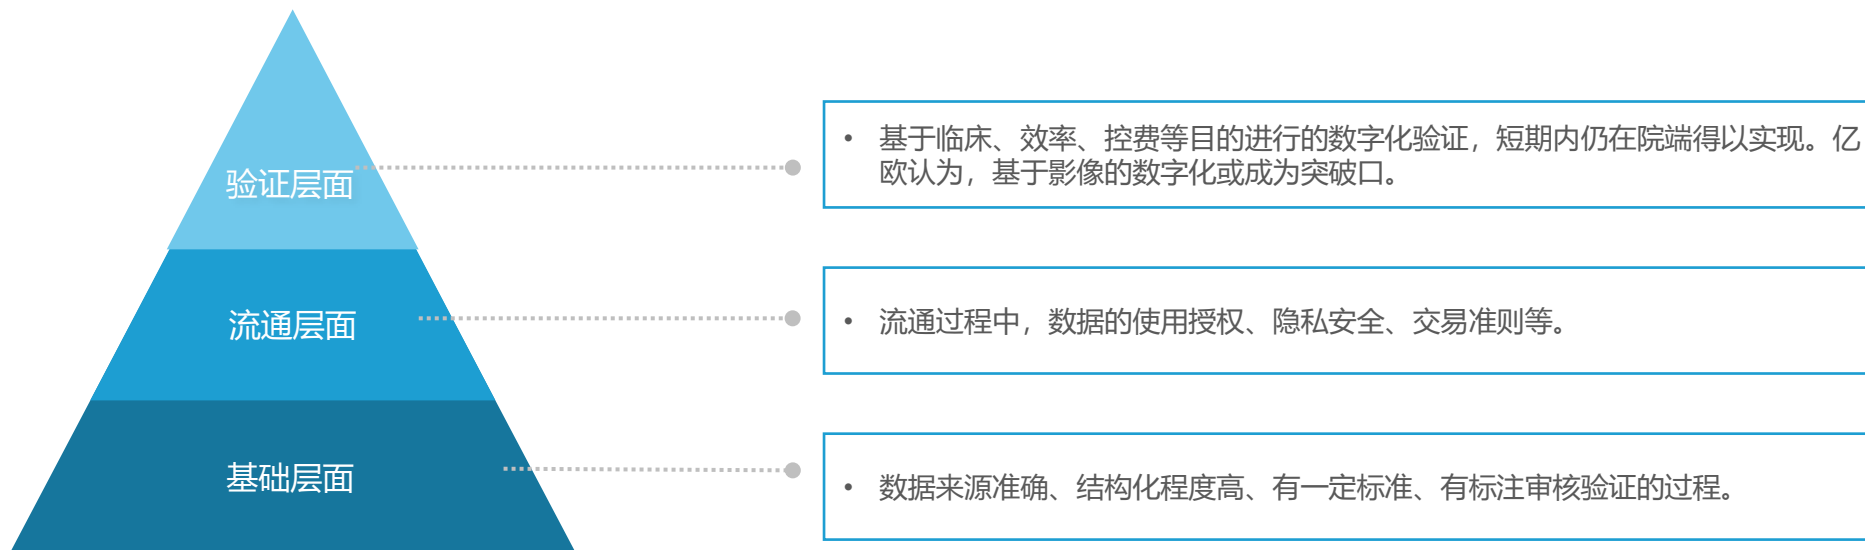 验证层面
• 基于临床、效率、控费等目的进行的数字化验证，短期内仍在院端得以实现。亿
欧认为，基于影像的数字化或成为突破口。
流通层面
• 流通过程中，数据的使用授权、隐私安全、交易准则等。
基础层面
• 数据来源准确、结构化程度高、有一定标准、有标注审核验证的过程。